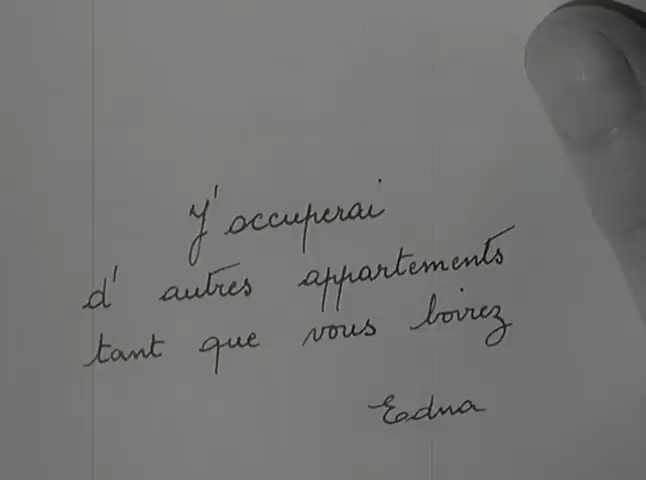 J'occuperai
d'autres appartements
tant que vous boirez
Edna